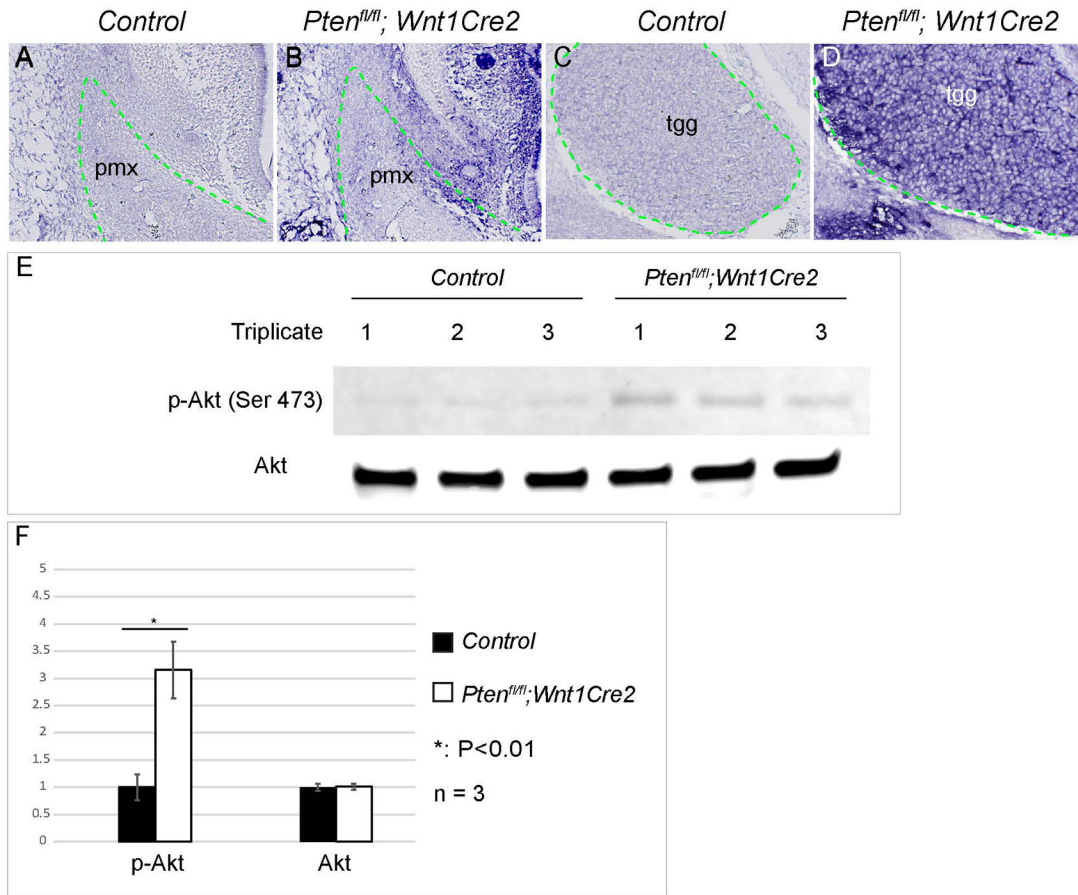 Control Pten^fl/fl; Wnt1Cre2 Control Pten^fl/fl; Wnt1Cre2
A B C D
tgg tgg
pmx pmx
E
Control Pten^fl/fl;Wnt1Cre2
Triplicate 1 2 3 1 2 3
p-Akt (Ser 473)
Akt
F
5
4.5
4
*
3.5
3
2.5
2
1.5
1
0.5
0
p-Akt Akt
Control
Pten^fl/fl;Wnt1Cre2
*: P<0.01
n = 3